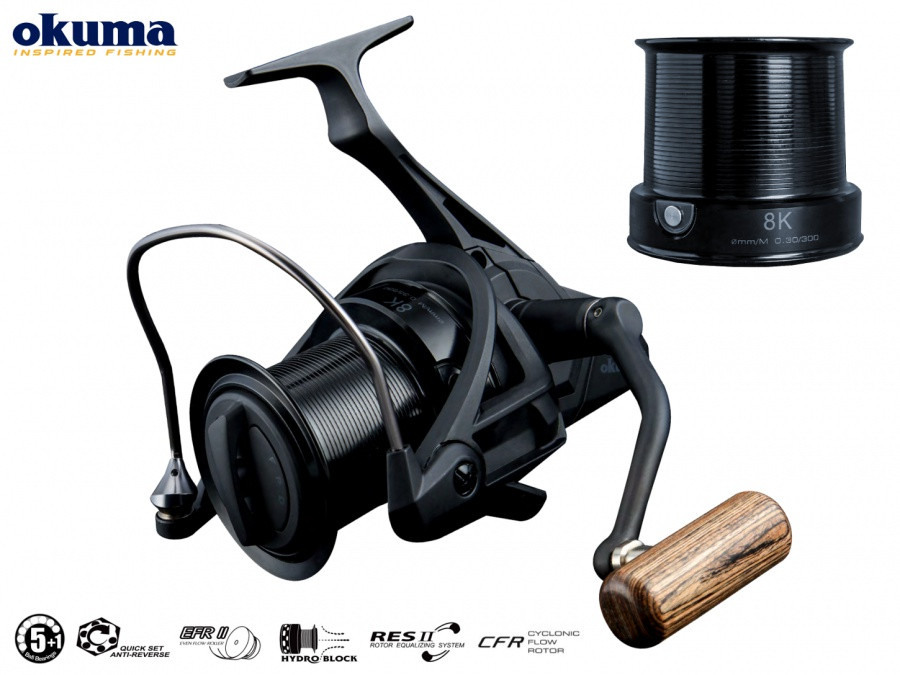 okuma
INSPIRED FISHING
8K
ømm/M 0.30/300
8K
oku
5+1
Ball Bearings
QUICK SET
ANTI-REVERSE
EFR II
EVEN FLOW-ROLLER
HYDRO BLOCK
RES II
ROTOR EQUALIZING SYSTEM
CFR
CYCLONIC
FLOW
ROTOR